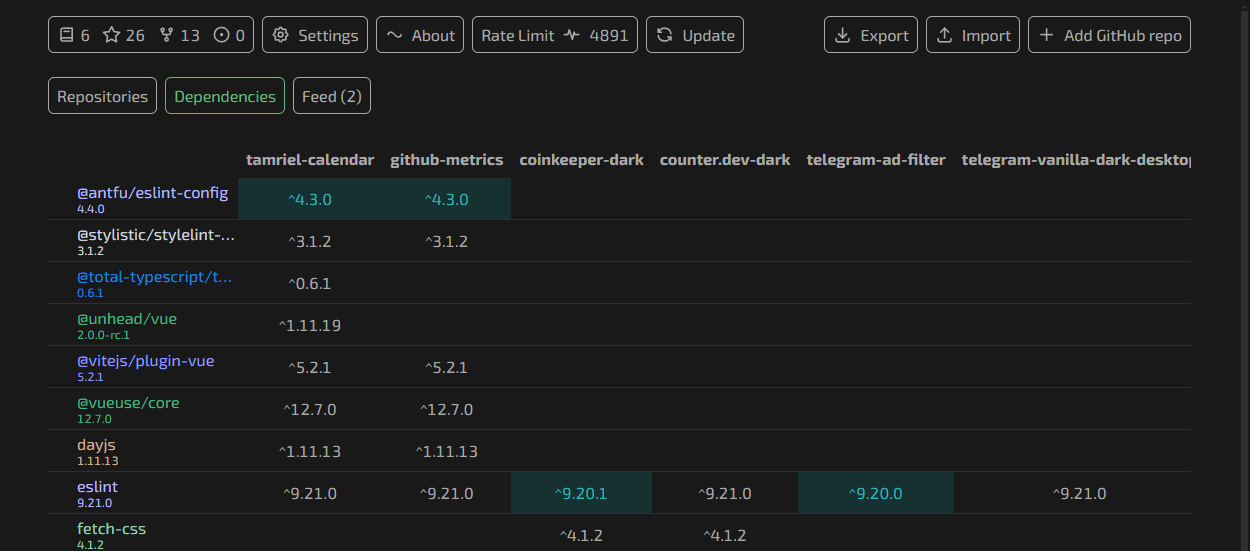 6 26 13 0 Settings About Rate Limit 4891 Update Export Import Add GitHub repo
Repositories Dependencies Feed (2)
tamriel-calendar github-metrics coinkeeper-dark counter.dev-dark telegram-ad-filter telegram-vanilla-dark-desktop
@antfu/eslint-config ^4.3.0 ^4.3.0
4.4.0
@stylistic/stylelint-... ^3.1.2 ^3.1.2
3.1.2
@total-typescript/t... ^0.6.1
0.6.1
@unhead/vue ^1.11.19
2.0.0-rc.1
@vitejs/plugin-vue ^5.2.1 ^5.2.1
5.2.1
@vueuse/core ^12.7.0 ^12.7.0
12.7.0
dayjs ^1.11.13 ^1.11.13
1.11.13
eslint ^9.21.0 ^9.21.0 ^9.20.1 ^9.21.0 ^9.20.0 ^9.21.0
9.21.0
fetch-css ^4.1.2 ^4.1.2
4.1.2